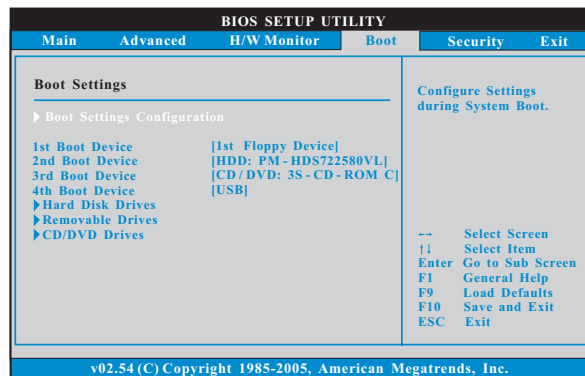 BIOS SETUP UTILITY
Main Advanced H/W Monitor Boot Security Exit
Boot Settings
Boot Settings Configuration
1st Boot Device [1st Floppy Device]
2nd Boot Device [HDD: PM-HDS722580VL]
3rd Boot Device [CD/DVD: 3S-CD-ROM C]
4th Boot Device [USB]
Hard Disk Drives
Removable Drives
CD/DVD Drives
Configure Settings
during System Boot.
←→ Select Screen
↑↓ Select Item
Enter Go to Sub Screen
F1 General Help
F9 Load Defaults
F10 Save and Exit
ESC Exit
v02.54 (C) Copyright 1985-2005, American Megatrends, Inc.